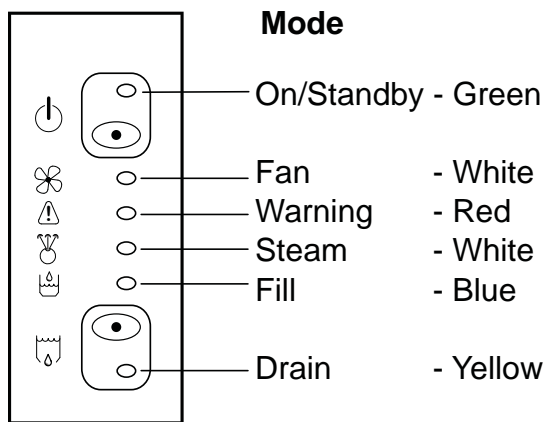 Mode
On/Standby - Green
Fan - White
Warning - Red
Steam - White
Fill - Blue
Drain - Yellow